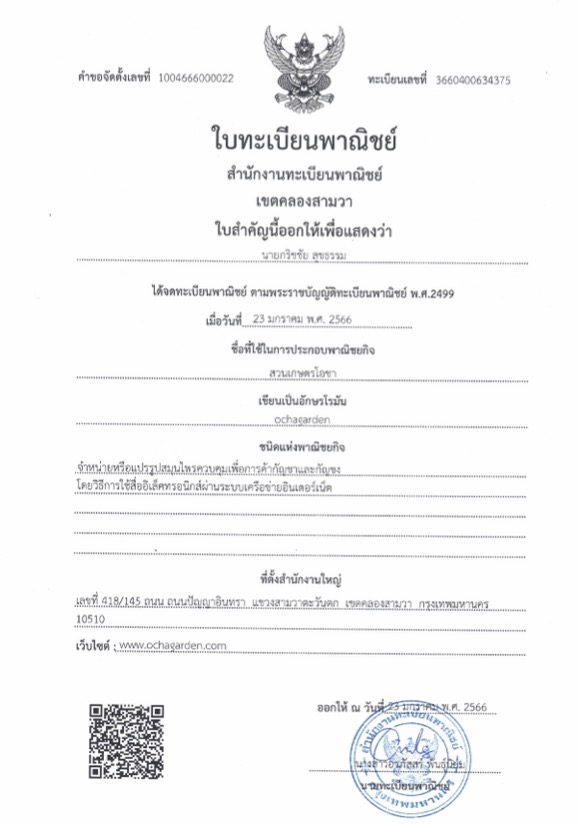 คำขอจัดตั้งเลขที่ 1004666000022 ทะเบียนเลขที่ 3660400634375
ใบทะเบียนพาณิชย์
สำนักงานทะเบียนพาณิชย์
เขตคลองสามวา
ใบสำคัญนี้ออกให้เพื่อแสดงว่า
นายกวิชชัย สุขธรรม
ได้จดทะเบียนพาณิชย์ ตามพระราชบัญญัติทะเบียนพาณิชย์ พ.ศ.2499
เมื่อวันที่ 23 มกราคม พ.ศ. 2566
ชื่อที่ใช้ในการประกอบพาณิชยกิจ
สวนเกษตรโอชา
เขียนเป็นอักษรโรมัน
ochagarden
ชนิดแห่งพาณิชยกิจ
จำหน่ายหรือแปรรูปสมุนไพรควบคุมเพื่อการค้ากัญชาและกัญชง
โดยวิธีการใช้สื่ออิเล็คทรอนิกส์ผ่านระบบเครือข่ายอินเตอร์เน็ต
ที่ตั้งสำนักงานใหญ่
เลขที่ 418/145 ถนน ถนนปัญญาอินทรา แขวงสามวาตะวันตก เขตคลองสามวา กรุงเทพมหานคร
10510
เว็บไซต์ : www.ochagarden.com
ออกให้ ณ วันที่ 23 มกราคม พ.ศ. 2566
สำนักงานทะเบียนพาณิชย์
พันธุ์นิยม
นายทะเบียนพาณิชย์
กรุงเทพมหานคร